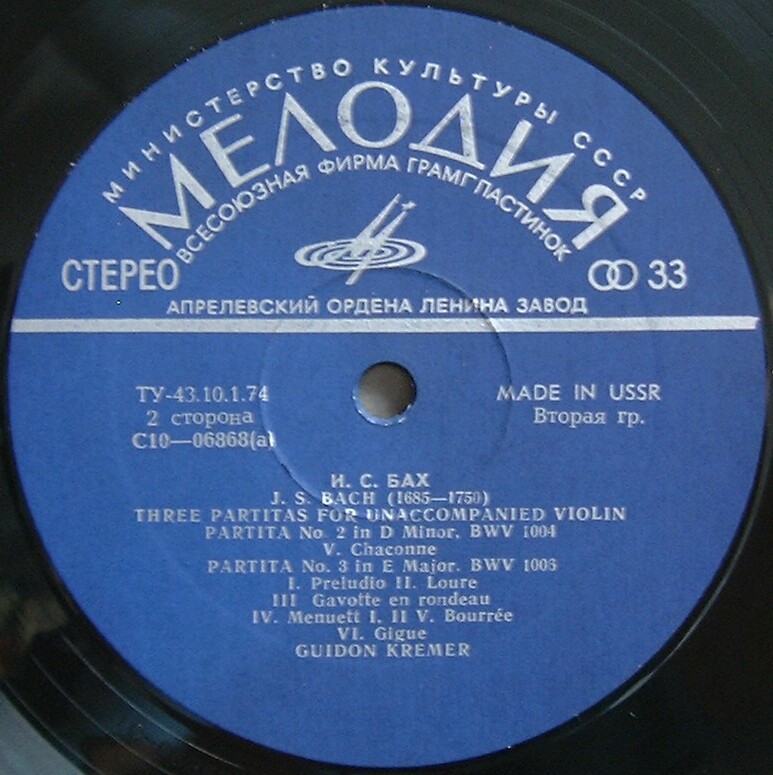 МИНИСТЕРСТВО КУЛЬТУРЫ СССР
МЕЛОДИЯ
ВСЕСОЮЗНАЯ ФИРМА ГРАМПЛАСТИНОК
СТЕРЕО
33
АПРЕЛЕВСКИЙ ОРДЕНА ЛЕНИНА ЗАВОД
ТУ-43.10.1.74
MADE IN USSR
2 сторона
Вторая гр.
С10—06868(а)
И. С. БАХ
J. S. BACH (1685—1750)
THREE PARTITAS FOR UNACCOMPANIED VIOLIN
PARTITA No. 2 in D Minor, BWV 1004
V. Chaconne
PARTITA No. 3 in E Major. BWV 1006
I. Preludio II. Loure
III Gavotte en rondeau
IV. Menuett I, II V. Bourrée
VI. Gigue
GUIDON KREMER